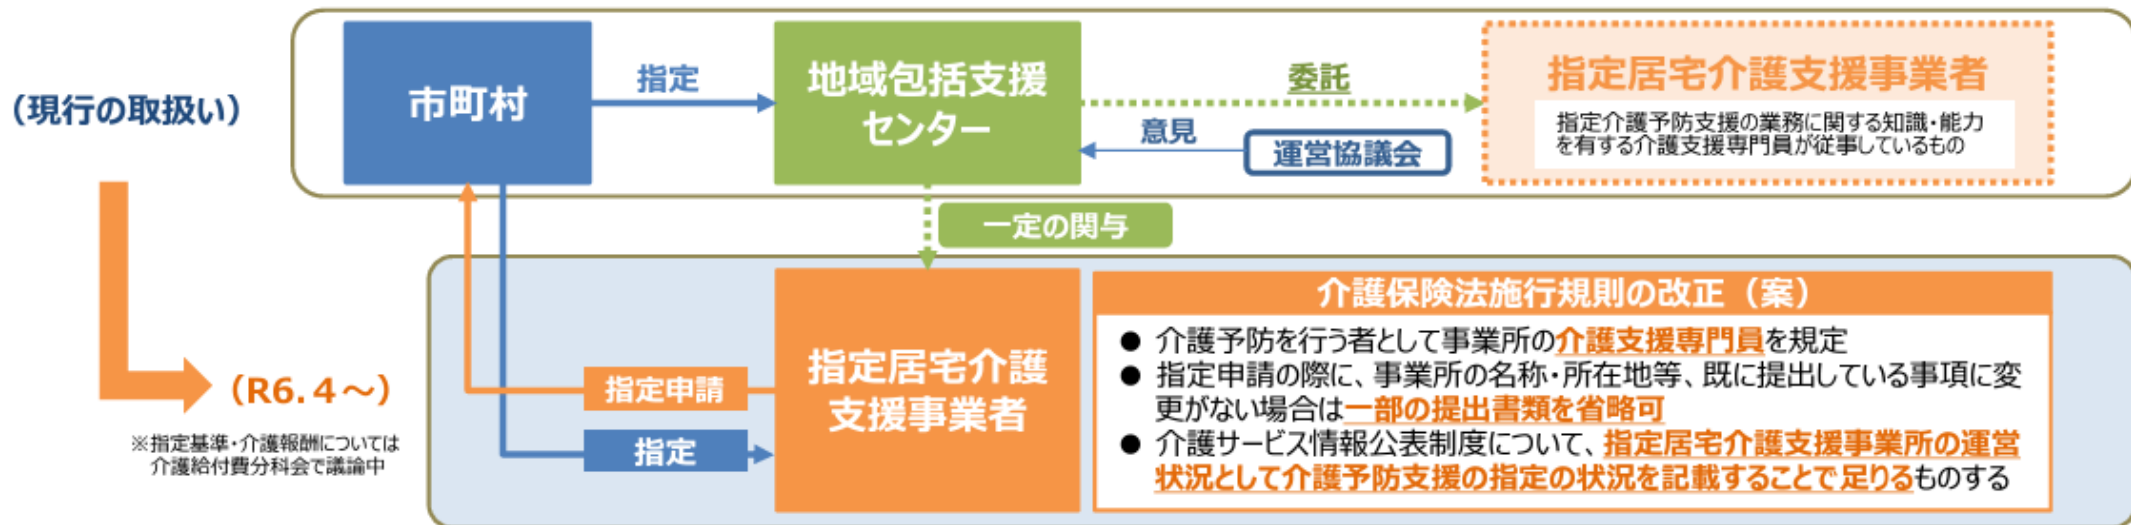 (現行の取扱い)
市町村
指定
地域包括支援
センター
委託
意見
運営協議会
指定居宅介護支援事業者
指定介護予防支援の業務に関する知識・能力
を有する介護支援専門員が従事しているもの
一定の関与
(R6.4~)
※指定基準・介護報酬については
介護給付費分科会で議論中
指定申請
指定
指定居宅介護
支援事業者
介護保険法施行規則の改正(案)
● 介護予防を行う者として事業所の介護支援専門員を規定
● 指定申請の際に、事業所の名称・所在地等、既に提出している事項に変
更がない場合は一部の提出書類を省略可
● 介護サービス情報公表制度について、指定居宅介護支援事業所の運営
状況として介護予防支援の指定の状況を記載することで足りるものする